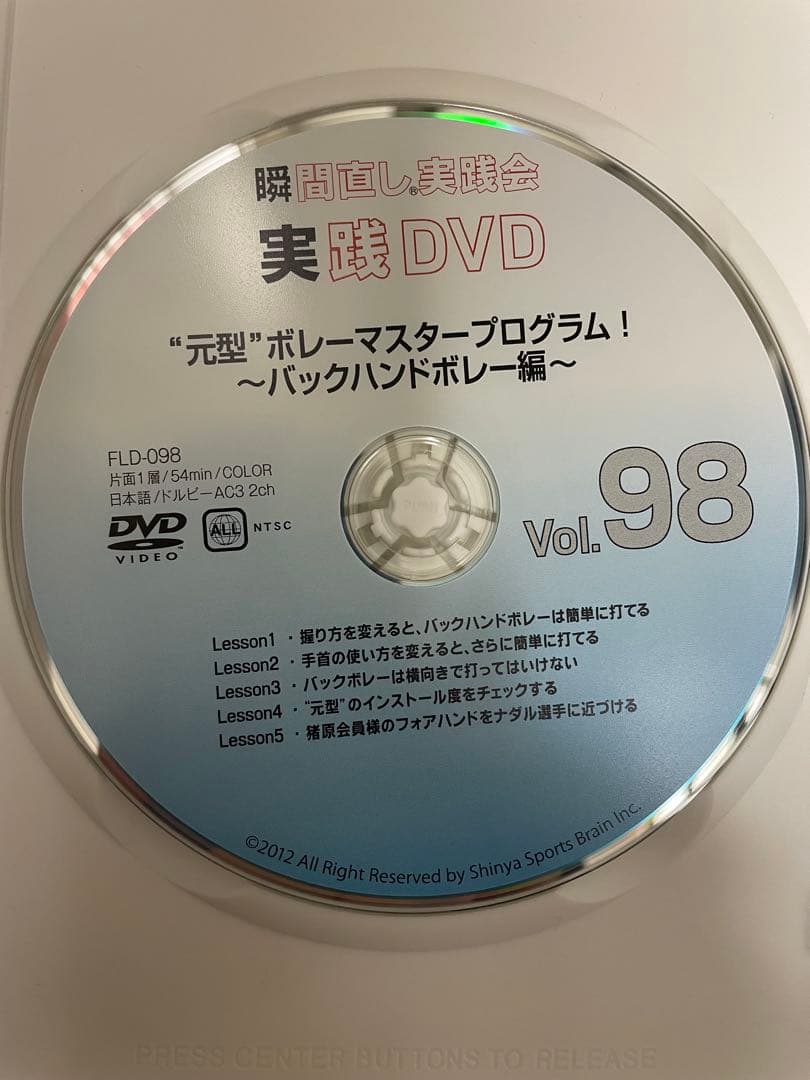 瞬間直し®実践会
実践DVD
“元型”ボレーマスタープログラム！
～バックハンドボレー編～
FLD-098
片面1層/54min/COLOR
日本語/ドルビーAC3 2ch
DVD
VIDEO™
ALL
NTSC
Vol.98
Lesson1・握り方を変えると、バックハンドボレーは簡単に打てる
Lesson2・手首の使い方を変えると、さらに簡単に打てる
Lesson3・バックボレーは横向きで打ってはいけない
Lesson4・“元型”のインストール度をチェックする
Lesson5・猪原会員様のフォアハンドをナダル選手に近づける
©2012 All Right Reserved by Shinya Sports Brain Inc.
PRESS CENTER BUTTONS TO RELEASE